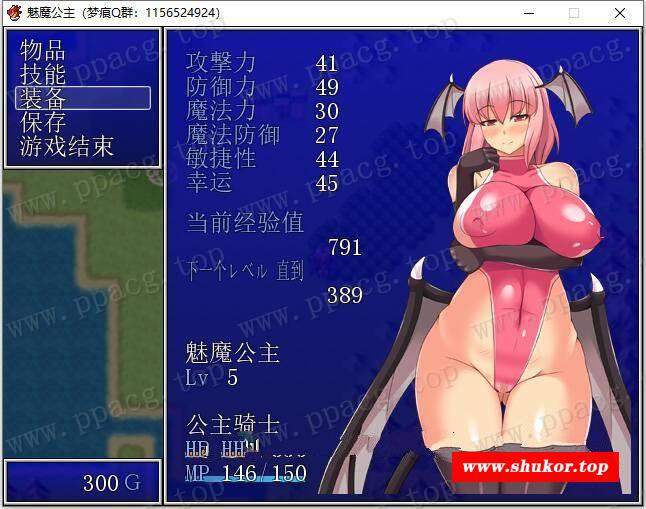 魅魔公主 (梦痕Q群: 1156524924)
物品
技能
装备
保存
游戏结束
攻撃力 41
防御力 49
魔法力 30
魔法防御 27
敏捷性 44
幸运 45
当前经验值
791
下一个レベル 直到
389
魅魔公主
Lv 5
公主骑士
HP
MP 146/150
300G
www.ppacg.top
www.shukor.top